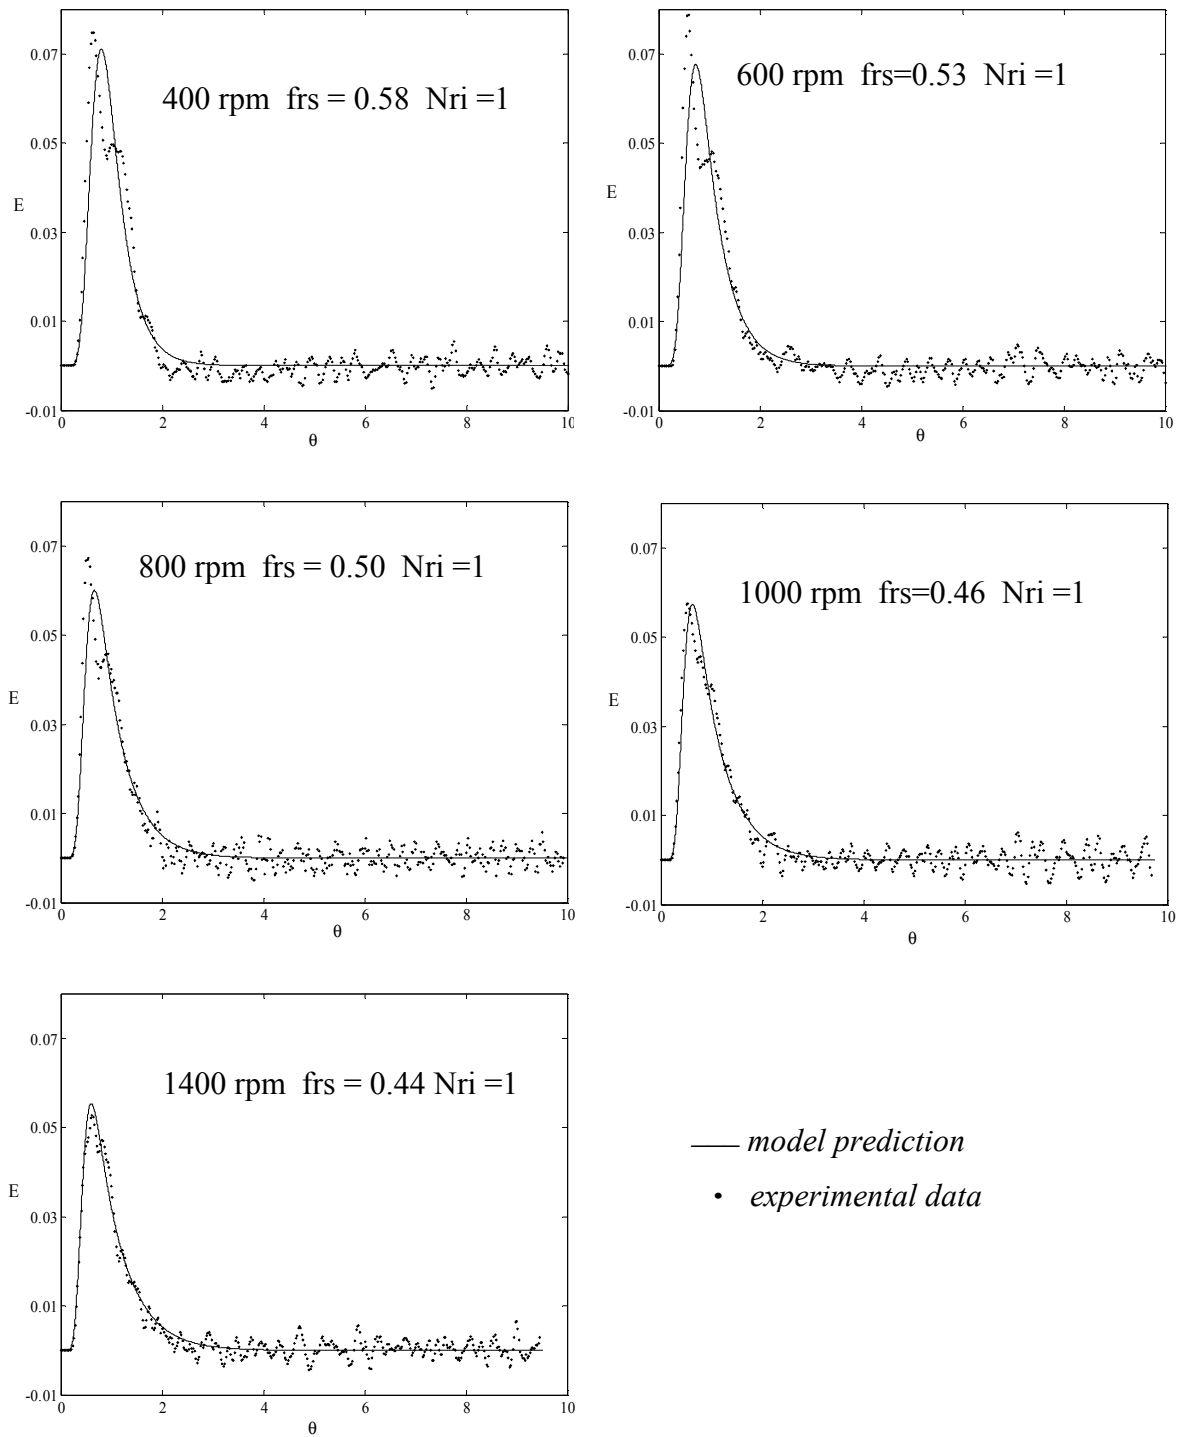 400 rpm frs = 0.58 Nri =1
E
0.07
0.05
0.03
0.01
-0.01
0 2 4 6 8 10
θ
600 rpm frs=0.53 Nri =1
E
0.07
0.05
0.03
0.01
-0.01
0 2 4 6 8 10
θ
800 rpm frs = 0.50 Nri =1
E
0.07
0.05
0.03
0.01
-0.01
0 2 4 6 8 10
θ
1000 rpm frs=0.46 Nri =1
E
0.07
0.05
0.03
0.01
-0.01
0 2 4 6 8 10
θ
1400 rpm frs = 0.44 Nri =1
E
0.07
0.05
0.03
0.01
-0.01
0 2 4 6 8 10
θ
model prediction
experimental data